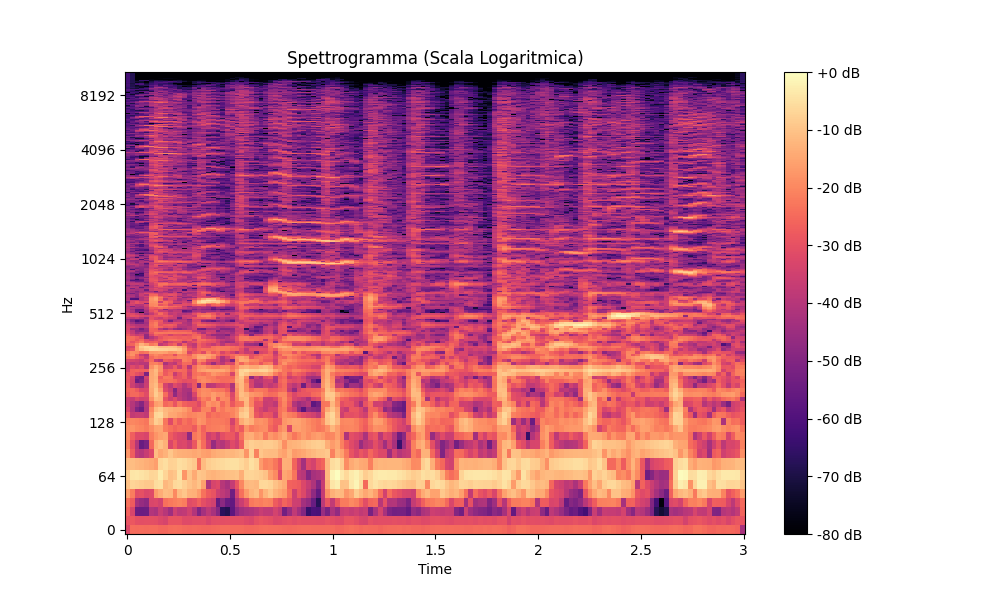 Spettrogramma (Scala Logaritmica)
8192
4096
2048
1024
512
256
128
64
0
Hz
0
0.5
1
1.5
2
2.5
3
Time
+0 dB
-10 dB
-20 dB
-30 dB
-40 dB
-50 dB
-60 dB
-70 dB
-80 dB